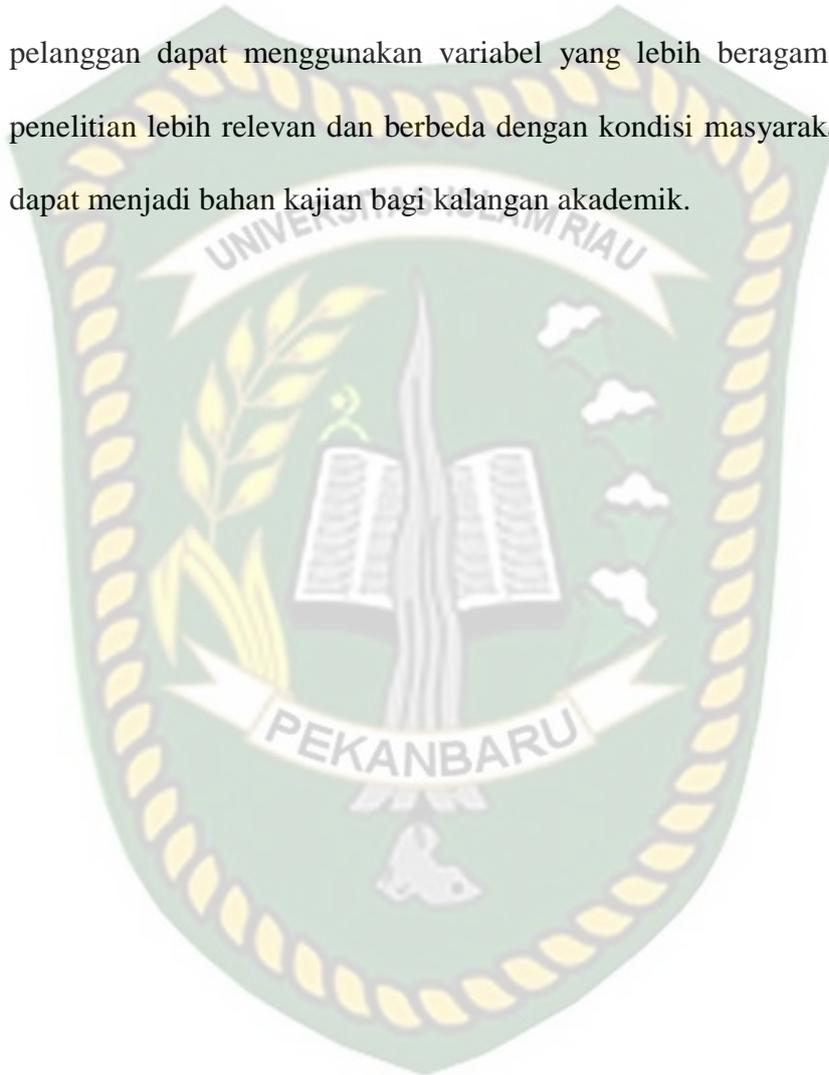 pelanggan dapat menggunakan variabel yang lebih beragam
penelitian lebih relevan dan berbeda dengan kondisi masyaraka
dapat menjadi bahan kajian bagi kalangan akademik.
UNIVERSITAS ISLAM RIAU
PEKANBARU